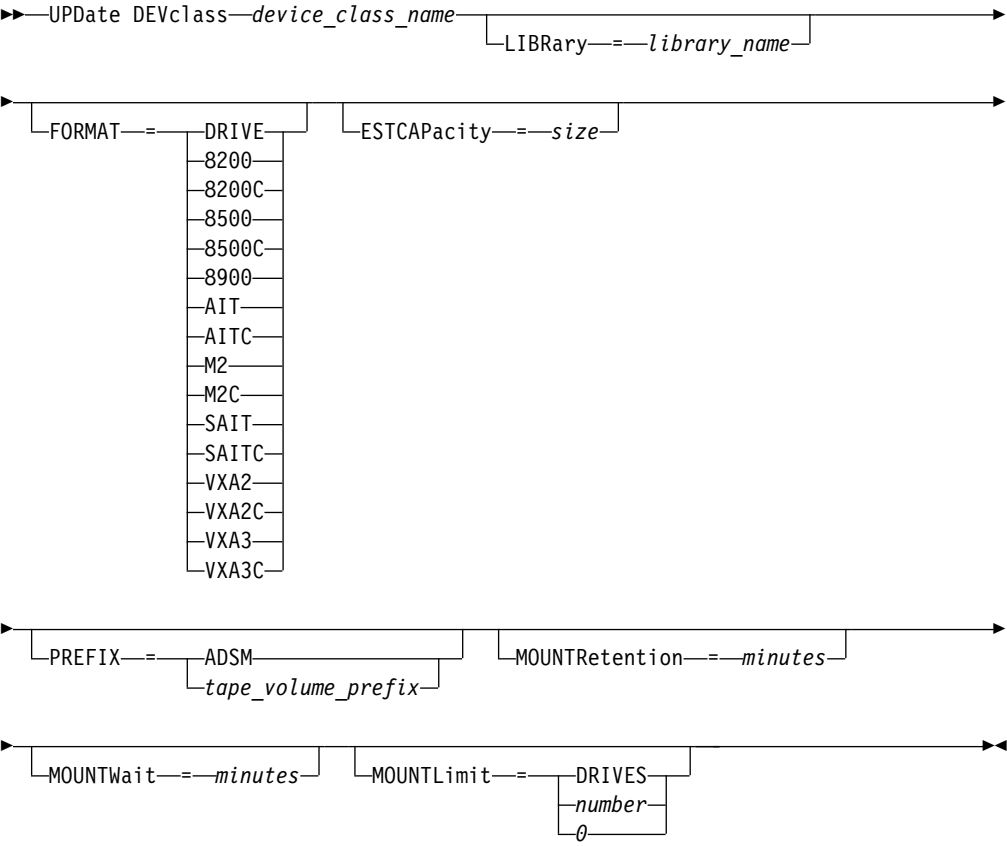 UPDate DEVclass device_class_name
LIBRary = library_name
FORMAT = DRIVE ESTCAPacity = size
8200
8200C
8500
8500C
8900
AIT
AITC
M2
M2C
SAIT
SAITC
VXA2
VXA2C
VXA3
VXA3C
PREFIX = ADSM MOUNTRetention = minutes
tape_volume_prefix
MOUNTWait = minutes MOUNTLimit = DRIVES
number
0